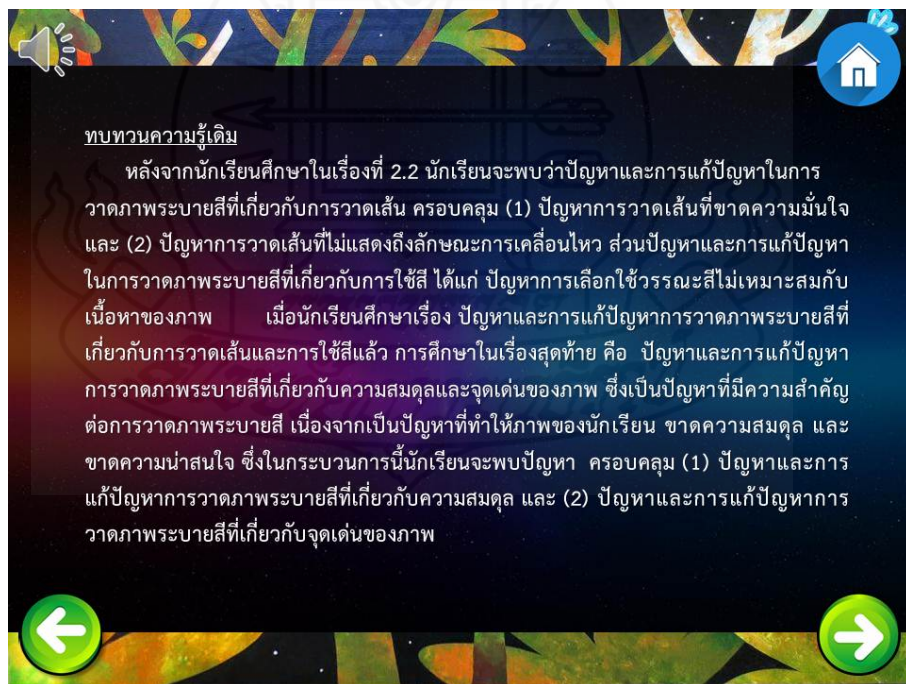 ทบทวนความรู้เดิม
หลังจากนักเรียนศึกษาในเรื่องที่ 2.2 นักเรียนจะพบว่าปัญหาและการแก้ปัญหาในการ
วาดภาพระบายสีที่เกี่ยวกับการวาดเส้น ครอบคลุม (1) ปัญหาการวาดเส้นที่ขาดความมั่นใจ
และ (2) ปัญหาการวาดเส้นที่ไม่แสดงถึงลักษณะการเคลื่อนไหว ส่วนปัญหาและการแก้ปัญหา
ในการวาดภาพระบายสีที่เกี่ยวกับการใช้สี ได้แก่ ปัญหาการเลือกใช้วรรณะสีไม่เหมาะสมกับ
เนื้อหาของภาพ เมื่อนักเรียนศึกษาเรื่อง ปัญหาและการแก้ปัญหาการวาดภาพระบายสีที่
เกี่ยวกับการวาดเส้นและการใช้สีแล้ว การศึกษาในเรื่องสุดท้าย คือ ปัญหาและการแก้ปัญหา
การวาดภาพระบายสีที่เกี่ยวกับความสมดุลและจุดเด่นของภาพ ซึ่งเป็นปัญหาที่มีความสำคัญ
ต่อการวาดภาพระบายสี เนื่องจากเป็นปัญหาที่ทำให้ภาพของนักเรียน ขาดความสมดุล และ
ขาดความน่าสนใจ ซึ่งในกระบวนการนี้นักเรียนจะพบปัญหา ครอบคลุม (1) ปัญหาและการ
แก้ปัญหาการวาดภาพระบายสีที่เกี่ยวกับความสมดุล และ (2) ปัญหาและการแก้ปัญหาการ
วาดภาพระบายสีที่เกี่ยวกับจุดเด่นของภาพ